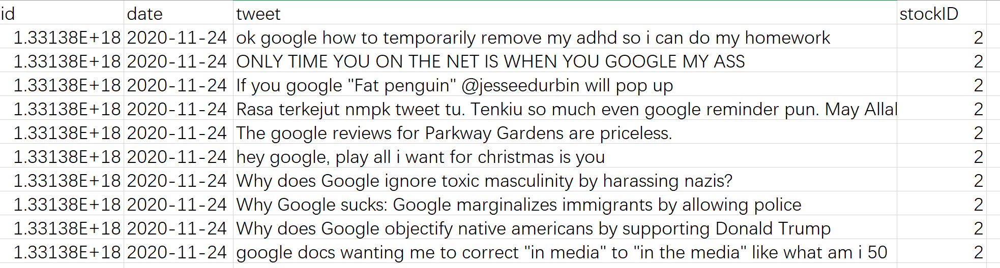 id date tweet stockID
1.33138E+18 2020-11-24 ok google how to temporarily remove my adhd so i can do my homework 2
1.33138E+18 2020-11-24 ONLY TIME YOU ON THE NET IS WHEN YOU GOOGLE MY ASS 2
1.33138E+18 2020-11-24 If you google "Fat penguin" @jesseedurbin will pop up 2
1.33138E+18 2020-11-24 Rasa terkejut nmpk tweet tu. Tenkiu so much even google reminder pun. May 2
1.33138E+18 2020-11-24 The google reviews for Parkway Gardens are priceless. 2
1.33138E+18 2020-11-24 hey google, play all i want for christmas is you 2
1.33138E+18 2020-11-24 Why does Google ignore toxic masculinity by harassing nazis? 2
1.33138E+18 2020-11-24 Why Google sucks: Google marginalizes immigrants by allowing police 2
1.33138E+18 2020-11-24 Why does Google objectify native americans by supporting Donald Trump 2
1.33138E+18 2020-11-24 google docs wanting me to correct "in media" to "in the media" like what am i 50 2